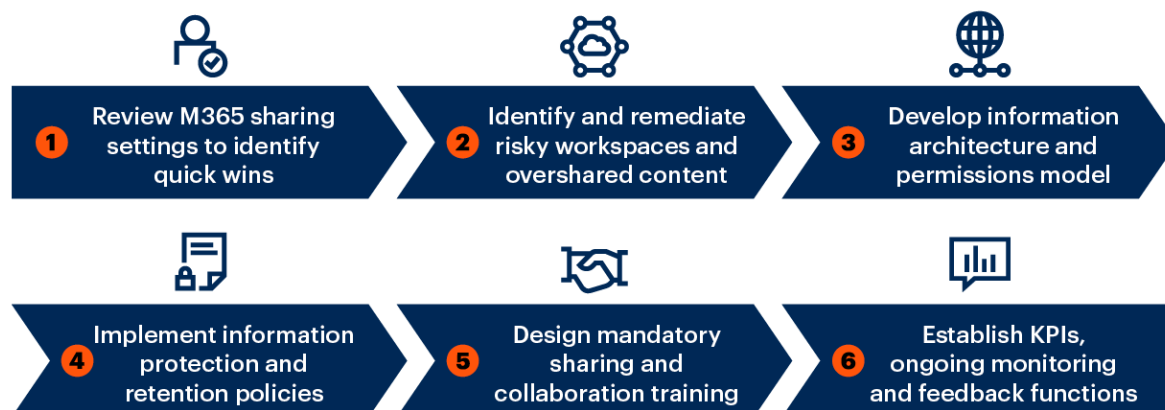 1
Review M365 sharing
settings to identify
quick wins
2
Identify and remediate
risky workspaces and
overshared content
3
Develop information
architecture and
permissions model
4
Implement information
protection and
retention policies
5
Design mandatory
sharing and
collaboration training
6
Establish KPIs,
ongoing monitoring
and feedback functions